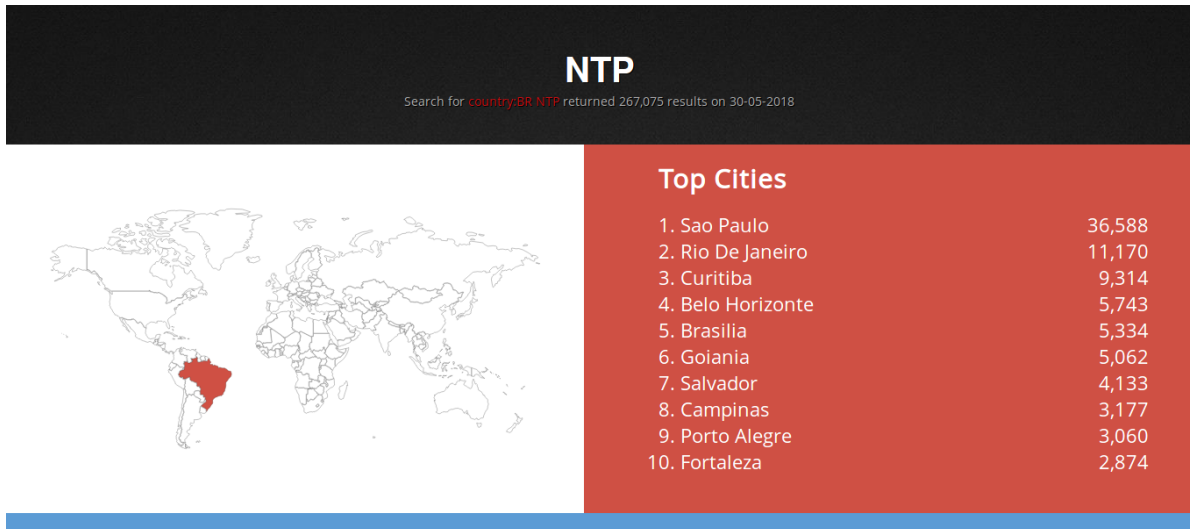 NTP
Search for country:BR NTP returned 267,075 results on 30-05-2018
Top Cities
1. Sao Paulo 36,588
2. Rio De Janeiro 11,170
3. Curitiba 9,314
4. Belo Horizonte 5,743
5. Brasilia 5,334
6. Goiania 5,062
7. Salvador 4,133
8. Campinas 3,177
9. Porto Alegre 3,060
10. Fortaleza 2,874